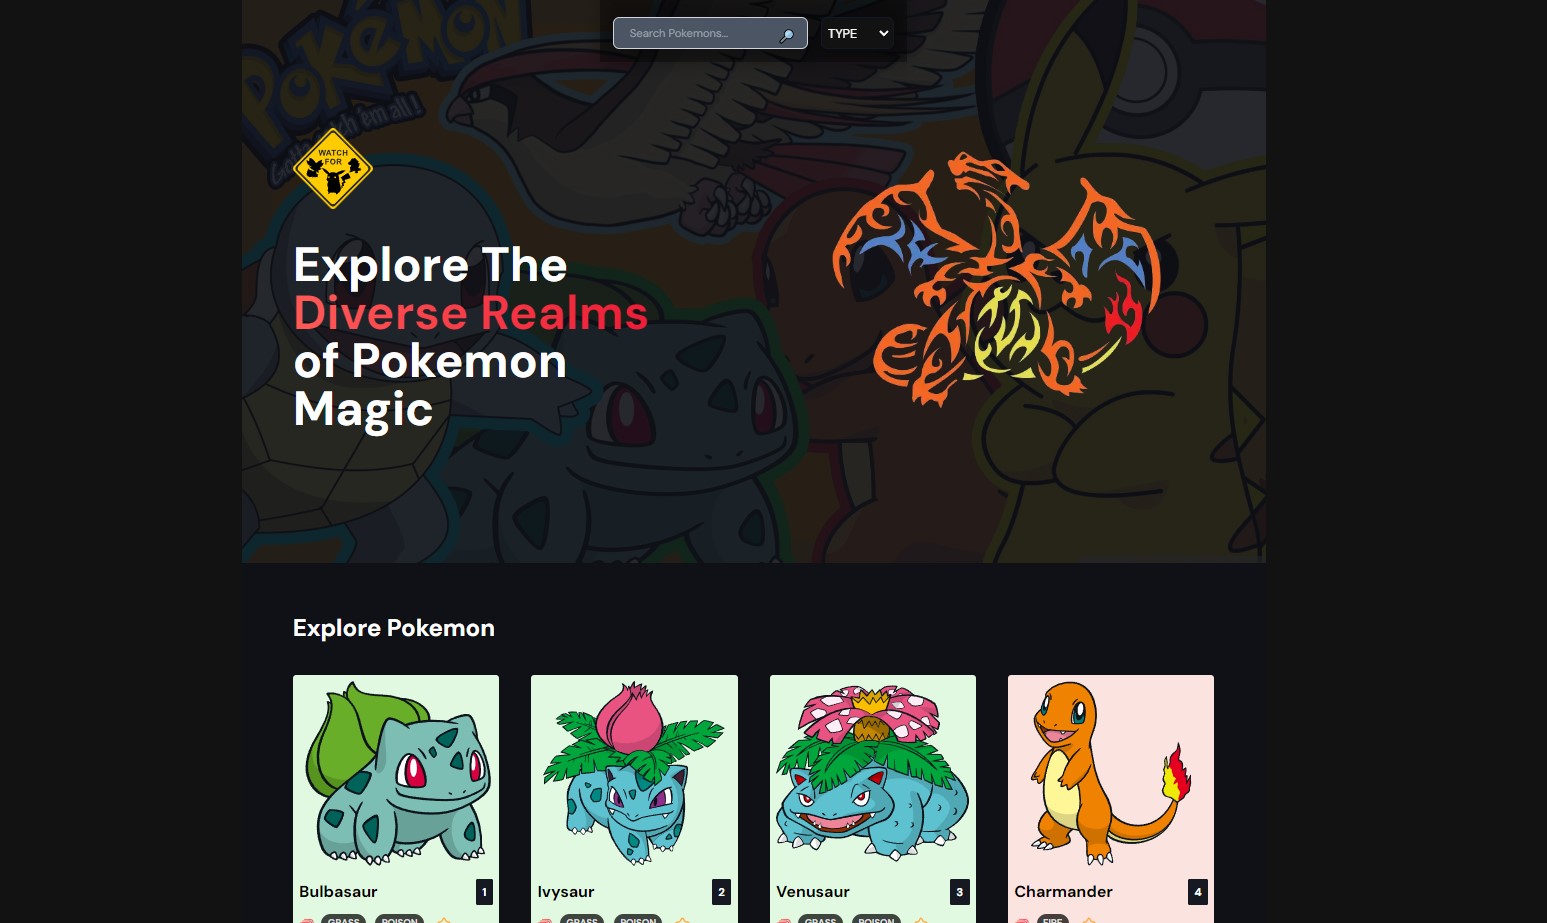 Search Pokemons...
TYPE
Pokémon
Gotta catch 'em all!
WATCH
FOR
Explore The
Diverse Realms
of Pokemon
Magic
Explore Pokemon
Bulbasaur 1
Ivysaur 2
Venusaur 3
Charmander 4
GRASS POISON
GRASS POISON
GRASS POISON
FIRE